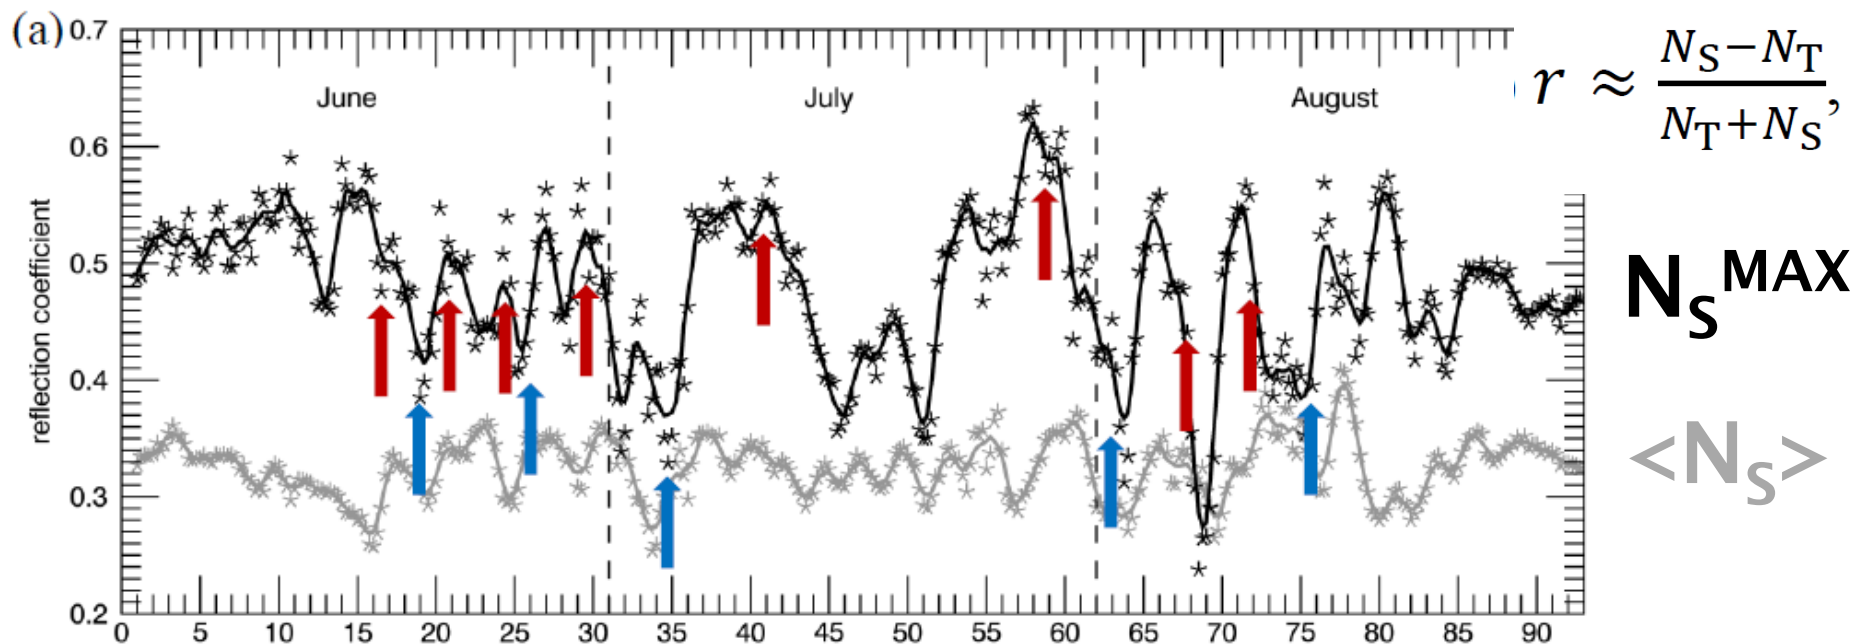 (a)
0.7
0.6
0.5
0.4
0.3
0.2
reflection coefficient
June
July
August
0 5 10 15 20 25 30 35 40 45 50 55 60 65 70 75 80 85 90
r ≈ (N_S−N_T)/(N_T+N_S),
N_S^MAX
<N_S>